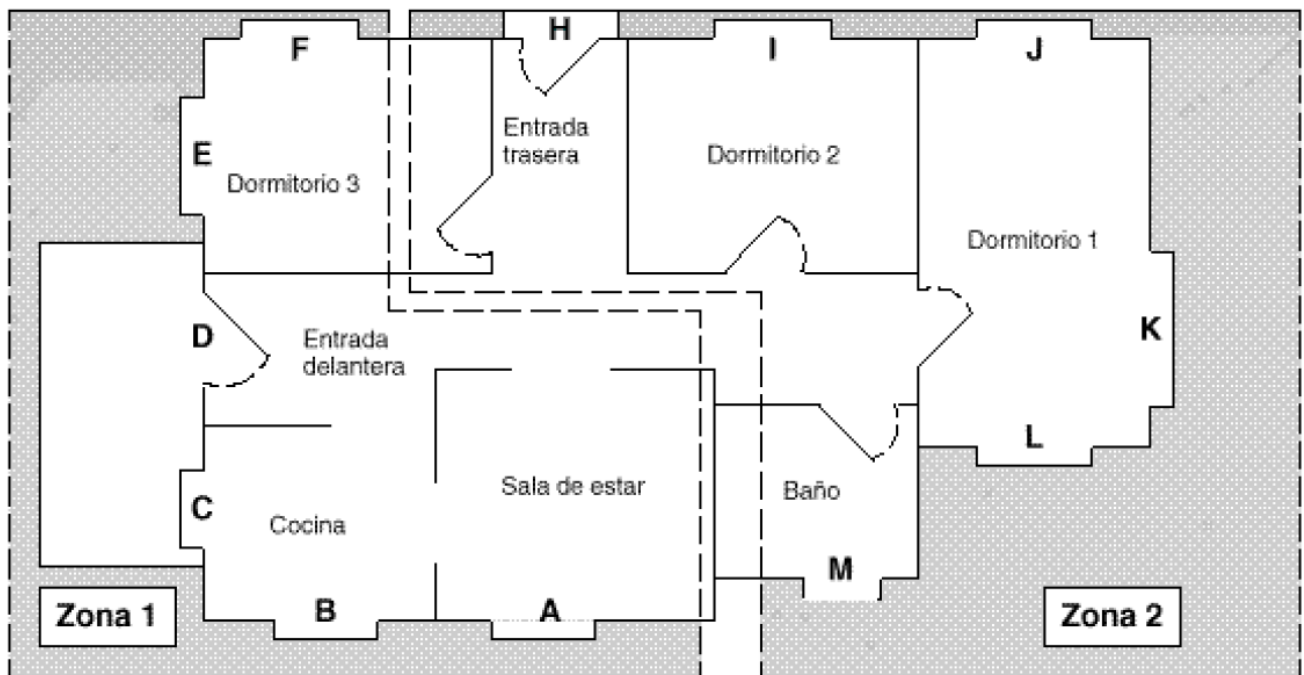 F
H
I
J
E
Entrada
trasera
Dormitorio 2
Dormitorio 3
Dormitorio 1
D
Entrada
delantera
K
L
C
Cocina
Sala de estar
Baño
M
B
A
Zona 1
Zona 2